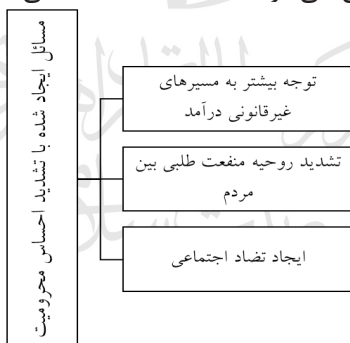 مسائل ایجاد شده با تشدید احساس محرومیت
توجه بیشتر به مسیرهای
غیرقانونی درآمد
تشدید روحیه منفعت طلبی بین
مردم
ایجاد تضاد اجتماعی